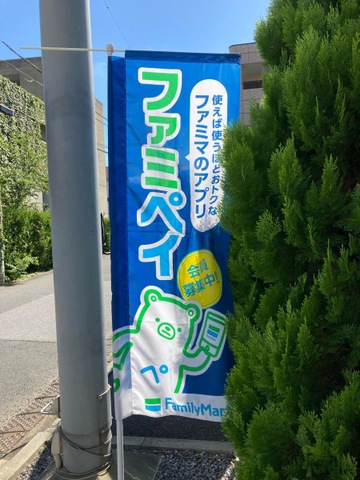 使えば使うほどおトクな
ファミマのアプリ
ファミペイ
会員
募集中!
ペ
FamilyMar